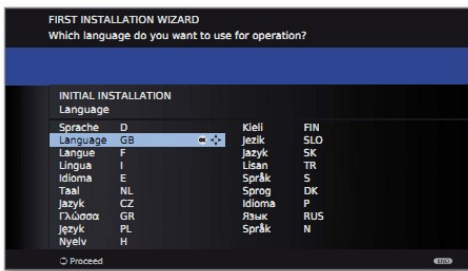 FIRST INSTALLATION WIZARD
Which language do you want to use for operation?
INITIAL INSTALLATION
Language
Sprache D
Language GB
Langue F
Lingua I
Idioma E
Taal NL
Jazyk CZ
Γλώσσα GR
Język PL
Nyelv H
Kieli FIN
Jezik SLO
Jazyk SK
Lisan TR
Språk S
Sprog DK
Idioma P
Язык RUS
Språk N
Proceed
END